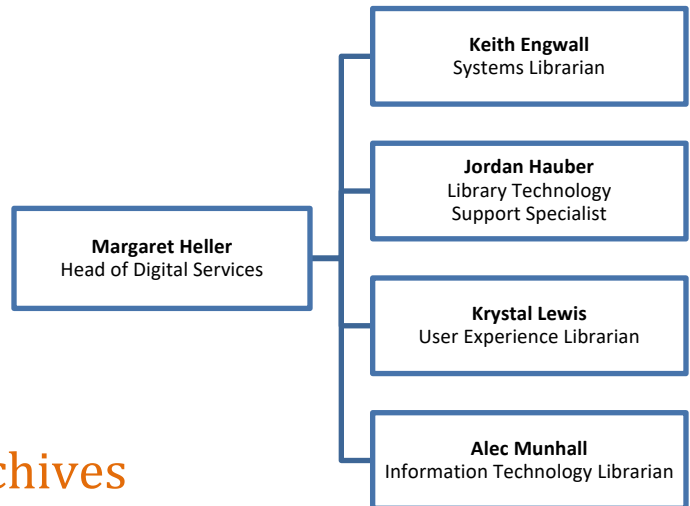 Keith Engwall
Systems Librarian
Jordan Hauber
Library Technology
Support Specialist
Margaret Heller
Head of Digital Services
Krystal Lewis
User Experience Librarian
Alec Munhall
Information Technology Librarian
chives